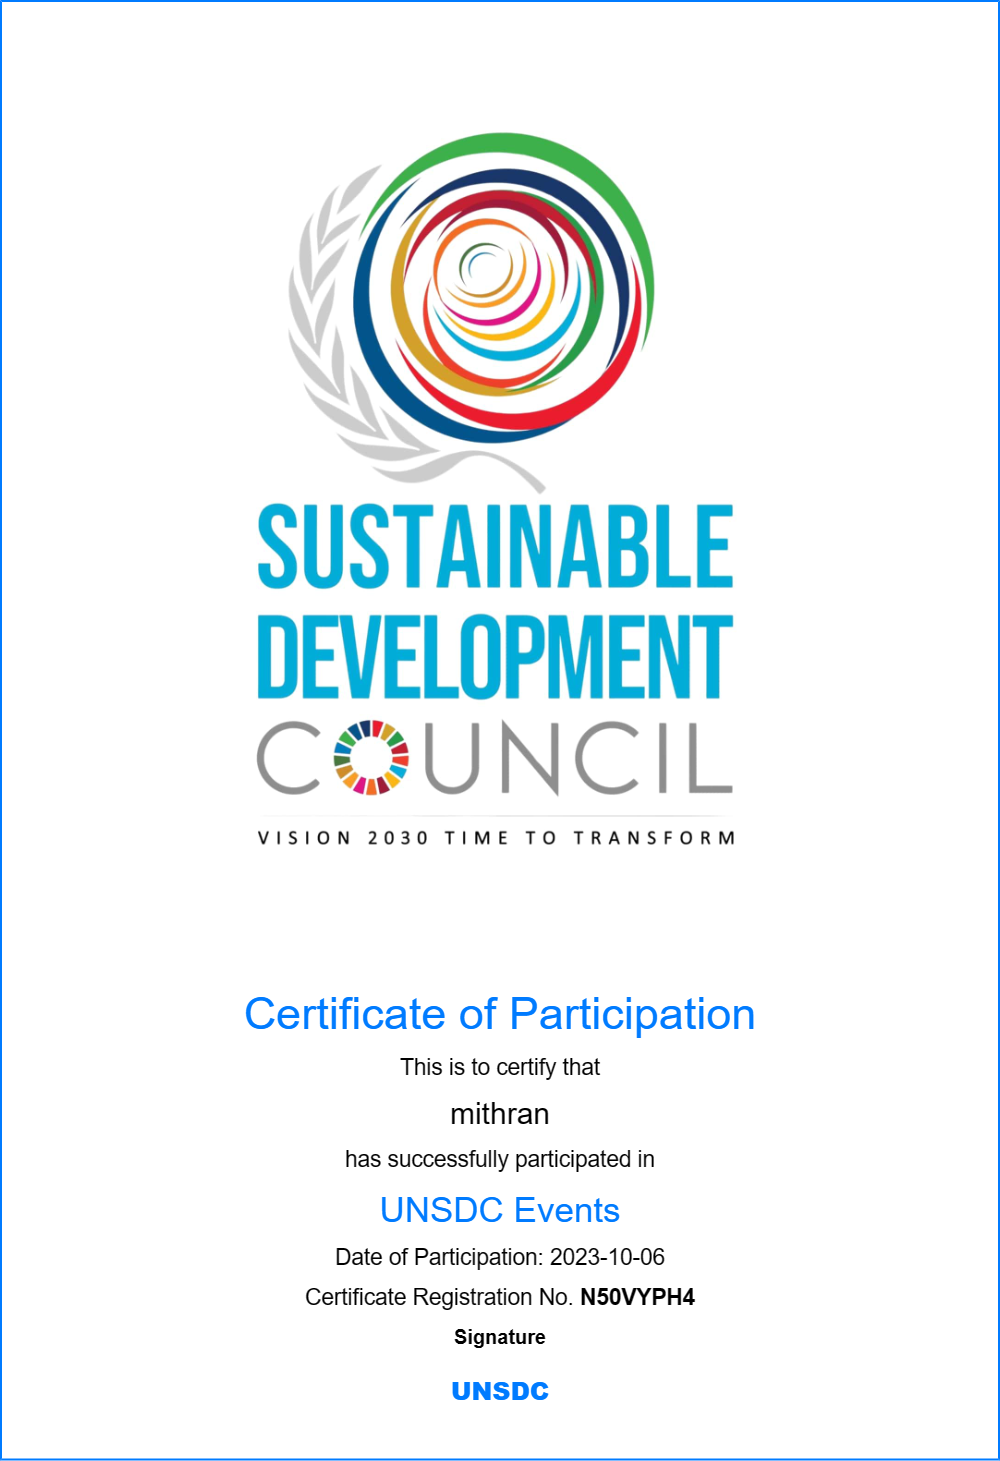 SUSTAINABLE
DEVELOPMENT
COUNCIL
VISION 2030 TIME TO TRANSFORM
Certificate of Participation
This is to certify that
mithran
has successfully participated in
UNSDC Events
Date of Participation: 2023-10-06
Certificate Registration No. N50VYPH4
Signature
UNSDC